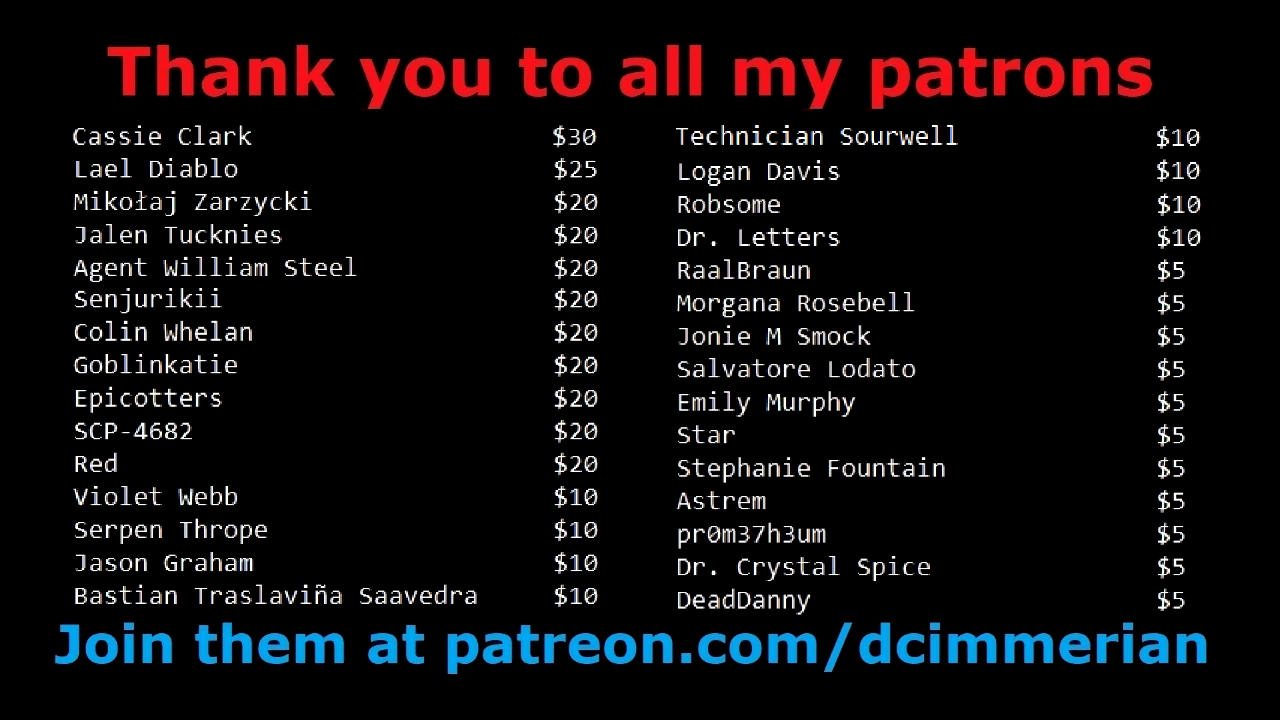 Thank you to all my patrons
Cassie Clark $30
Lael Diablo $25
Mikołaj Zarzycki $20
Jalen Tucknies $20
Agent William Steel $20
Senjurikii $20
Colin Whelan $20
Goblinkatie $20
Epicotters $20
SCP-4682 $20
Red $20
Violet Webb $10
Serpen Thrope $10
Jason Graham $10
Bastian Traslaviña Saavedra $10
Technician Sourwell $10
Logan Davis $10
Robsome $10
Dr. Letters $10
RaalBraun $5
Morgana Rosebell $5
Jonie M Smock $5
Salvatore Lodato $5
Emily Murphy $5
Star $5
Stephanie Fountain $5
Astrem $5
pr0m37h3um $5
Dr. Crystal Spice $5
DeadDanny $5
Join them at patreon.com/dcimmerian